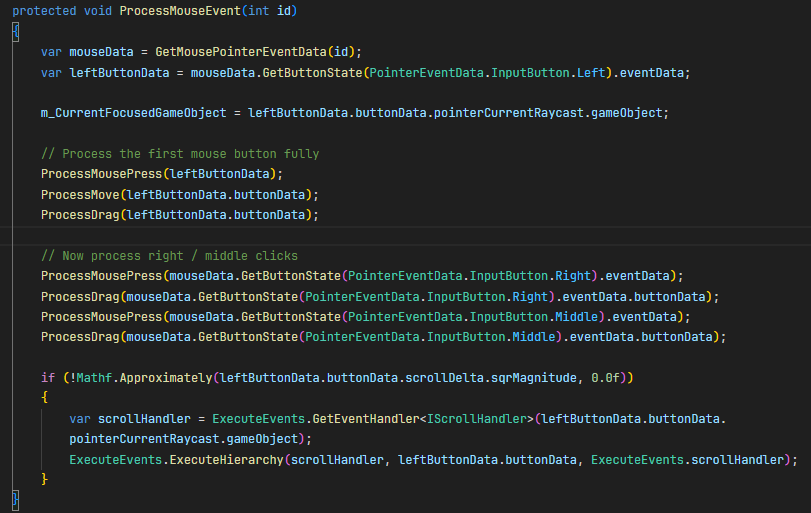 protected void ProcessMouseEvent(int id)
{
var mouseData = GetMousePointerEventData(id);
var leftButtonData = mouseData.GetButtonState(PointerEventData.InputButton.Left).eventData;
m_CurrentFocusedGameObject = leftButtonData.buttonData.pointerCurrentRaycast.gameObject;
// Process the first mouse button fully
ProcessMousePress(leftButtonData);
ProcessMove(leftButtonData.buttonData);
ProcessDrag(leftButtonData.buttonData);
// Now process right / middle clicks
ProcessMousePress(mouseData.GetButtonState(PointerEventData.InputButton.Right).eventData);
ProcessDrag(mouseData.GetButtonState(PointerEventData.InputButton.Right).eventData.buttonData);
ProcessMousePress(mouseData.GetButtonState(PointerEventData.InputButton.Middle).eventData);
ProcessDrag(mouseData.GetButtonState(PointerEventData.InputButton.Middle).eventData.buttonData);
if (!Mathf.Approximately(leftButtonData.buttonData.scrollDelta.sqrMagnitude, 0.0f))
{
var scrollHandler = ExecuteEvents.GetEventHandler<IScrollHandler>(leftButtonData.buttonData.
pointerCurrentRaycast.gameObject);
ExecuteEvents.ExecuteHierarchy(scrollHandler, leftButtonData.buttonData, ExecuteEvents.scrollHandler);
}
}